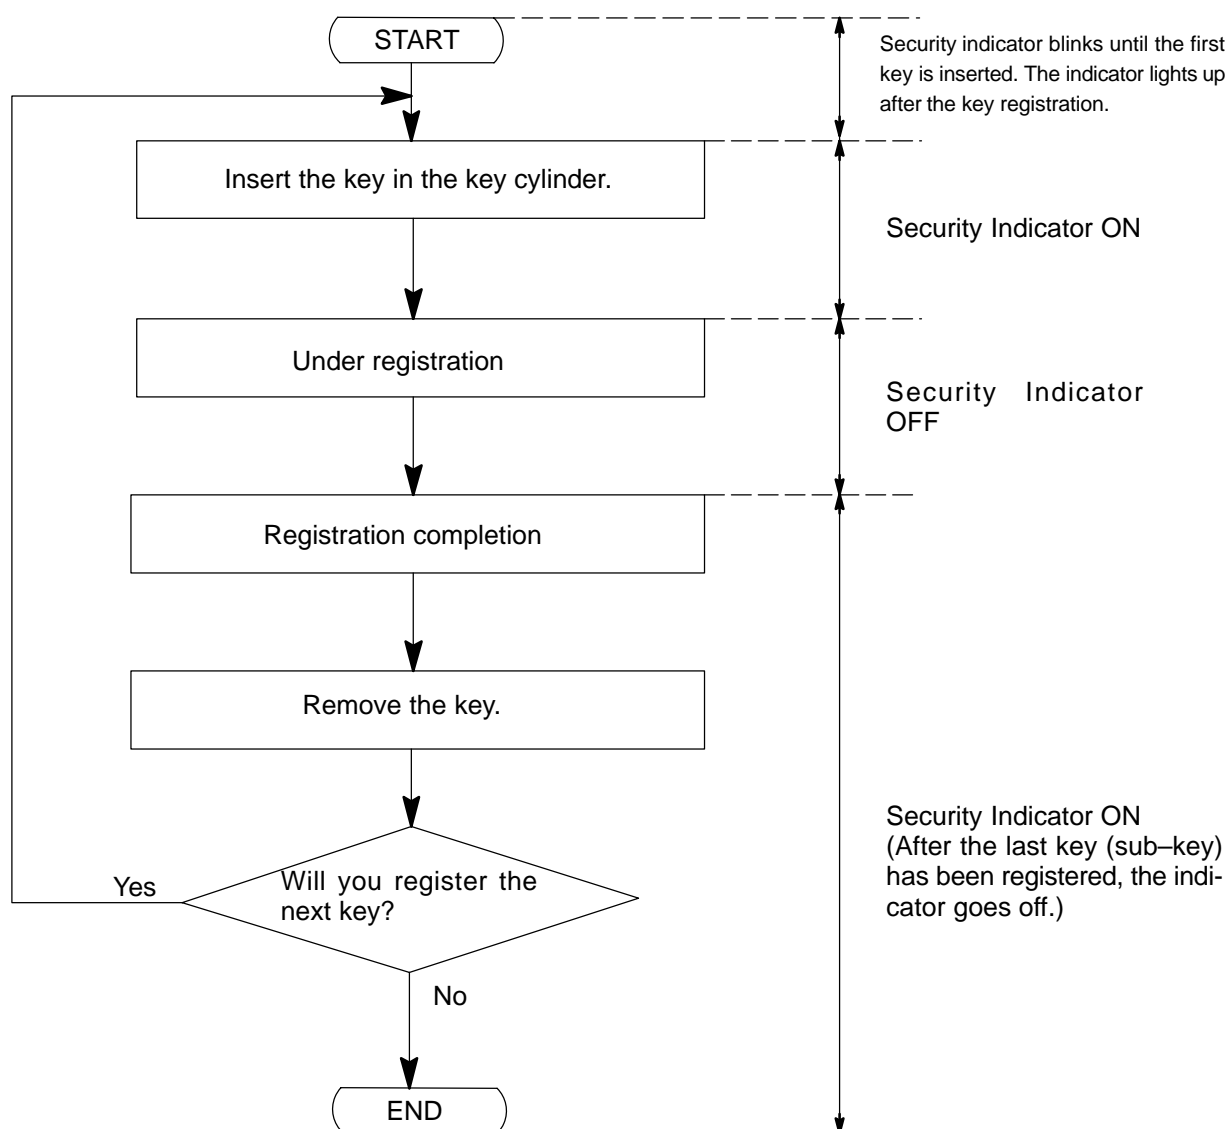 START
Security indicator blinks until the first
key is inserted. The indicator lights up
after the key registration.
Insert the key in the key cylinder.
Security Indicator ON
Under registration
Security Indicator
OFF
Registration completion
Remove the key.
Security Indicator ON
(After the last key (sub–key)
has been registered, the indi-
cator goes off.)
Will you register the
next key?
Yes
No
END